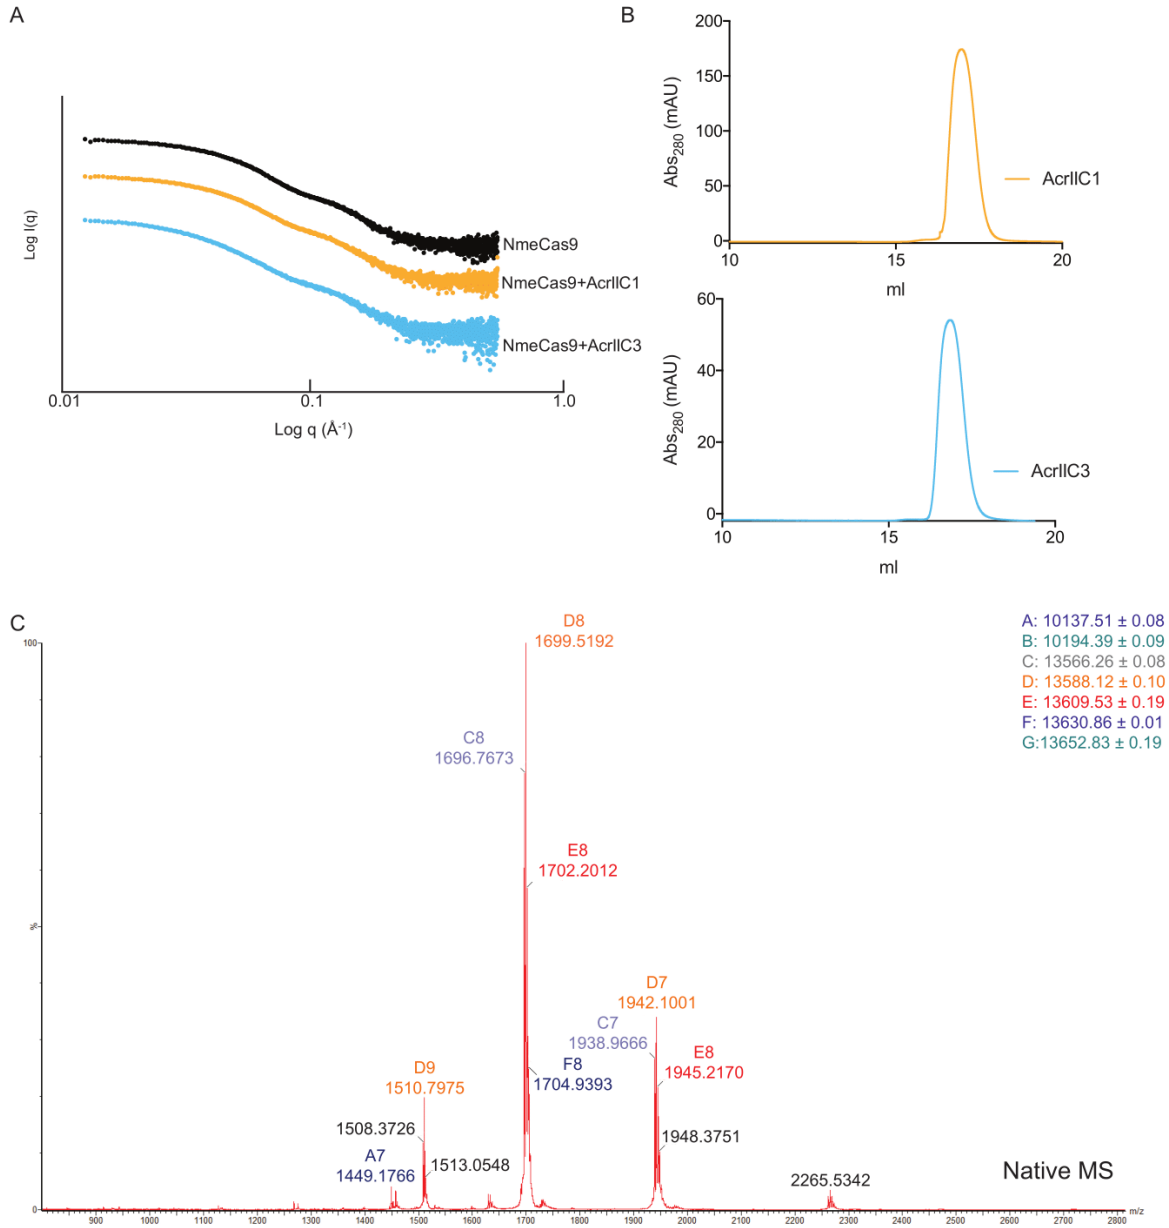 A
Log I(q)
NmeCas9
NmeCas9+AcrIIC1
NmeCas9+AcrIIC3
0.01
0.1
1.0
Log q (Å-1)
B
200
150
100
50
0
Abs280 (mAU)
AcrIIC1
10
15
20
ml
60
40
20
0
Abs280 (mAU)
AcrIIC3
10
15
20
ml
C
A: 10137.51 ± 0.08
B: 10194.39 ± 0.09
C: 13566.26 ± 0.08
D: 13588.12 ± 0.10
E: 13609.53 ± 0.19
F: 13630.86 ± 0.01
G:13652.83 ± 0.19
100
%
0
D8
1699.5192
C8
1696.7673
E8
1702.2012
F8
1704.9393
D7
1942.1001
C7
1938.9666
E8
1945.2170
1948.3751
D9
1510.7975
1508.3726
1513.0548
A7
1449.1766
2265.5342
Native MS
900 1000 1100 1200 1300 1400 1500 1600 1700 1800 1900 2000 2100 2200 2300 2400 2500 2600 2700 2800 m/z